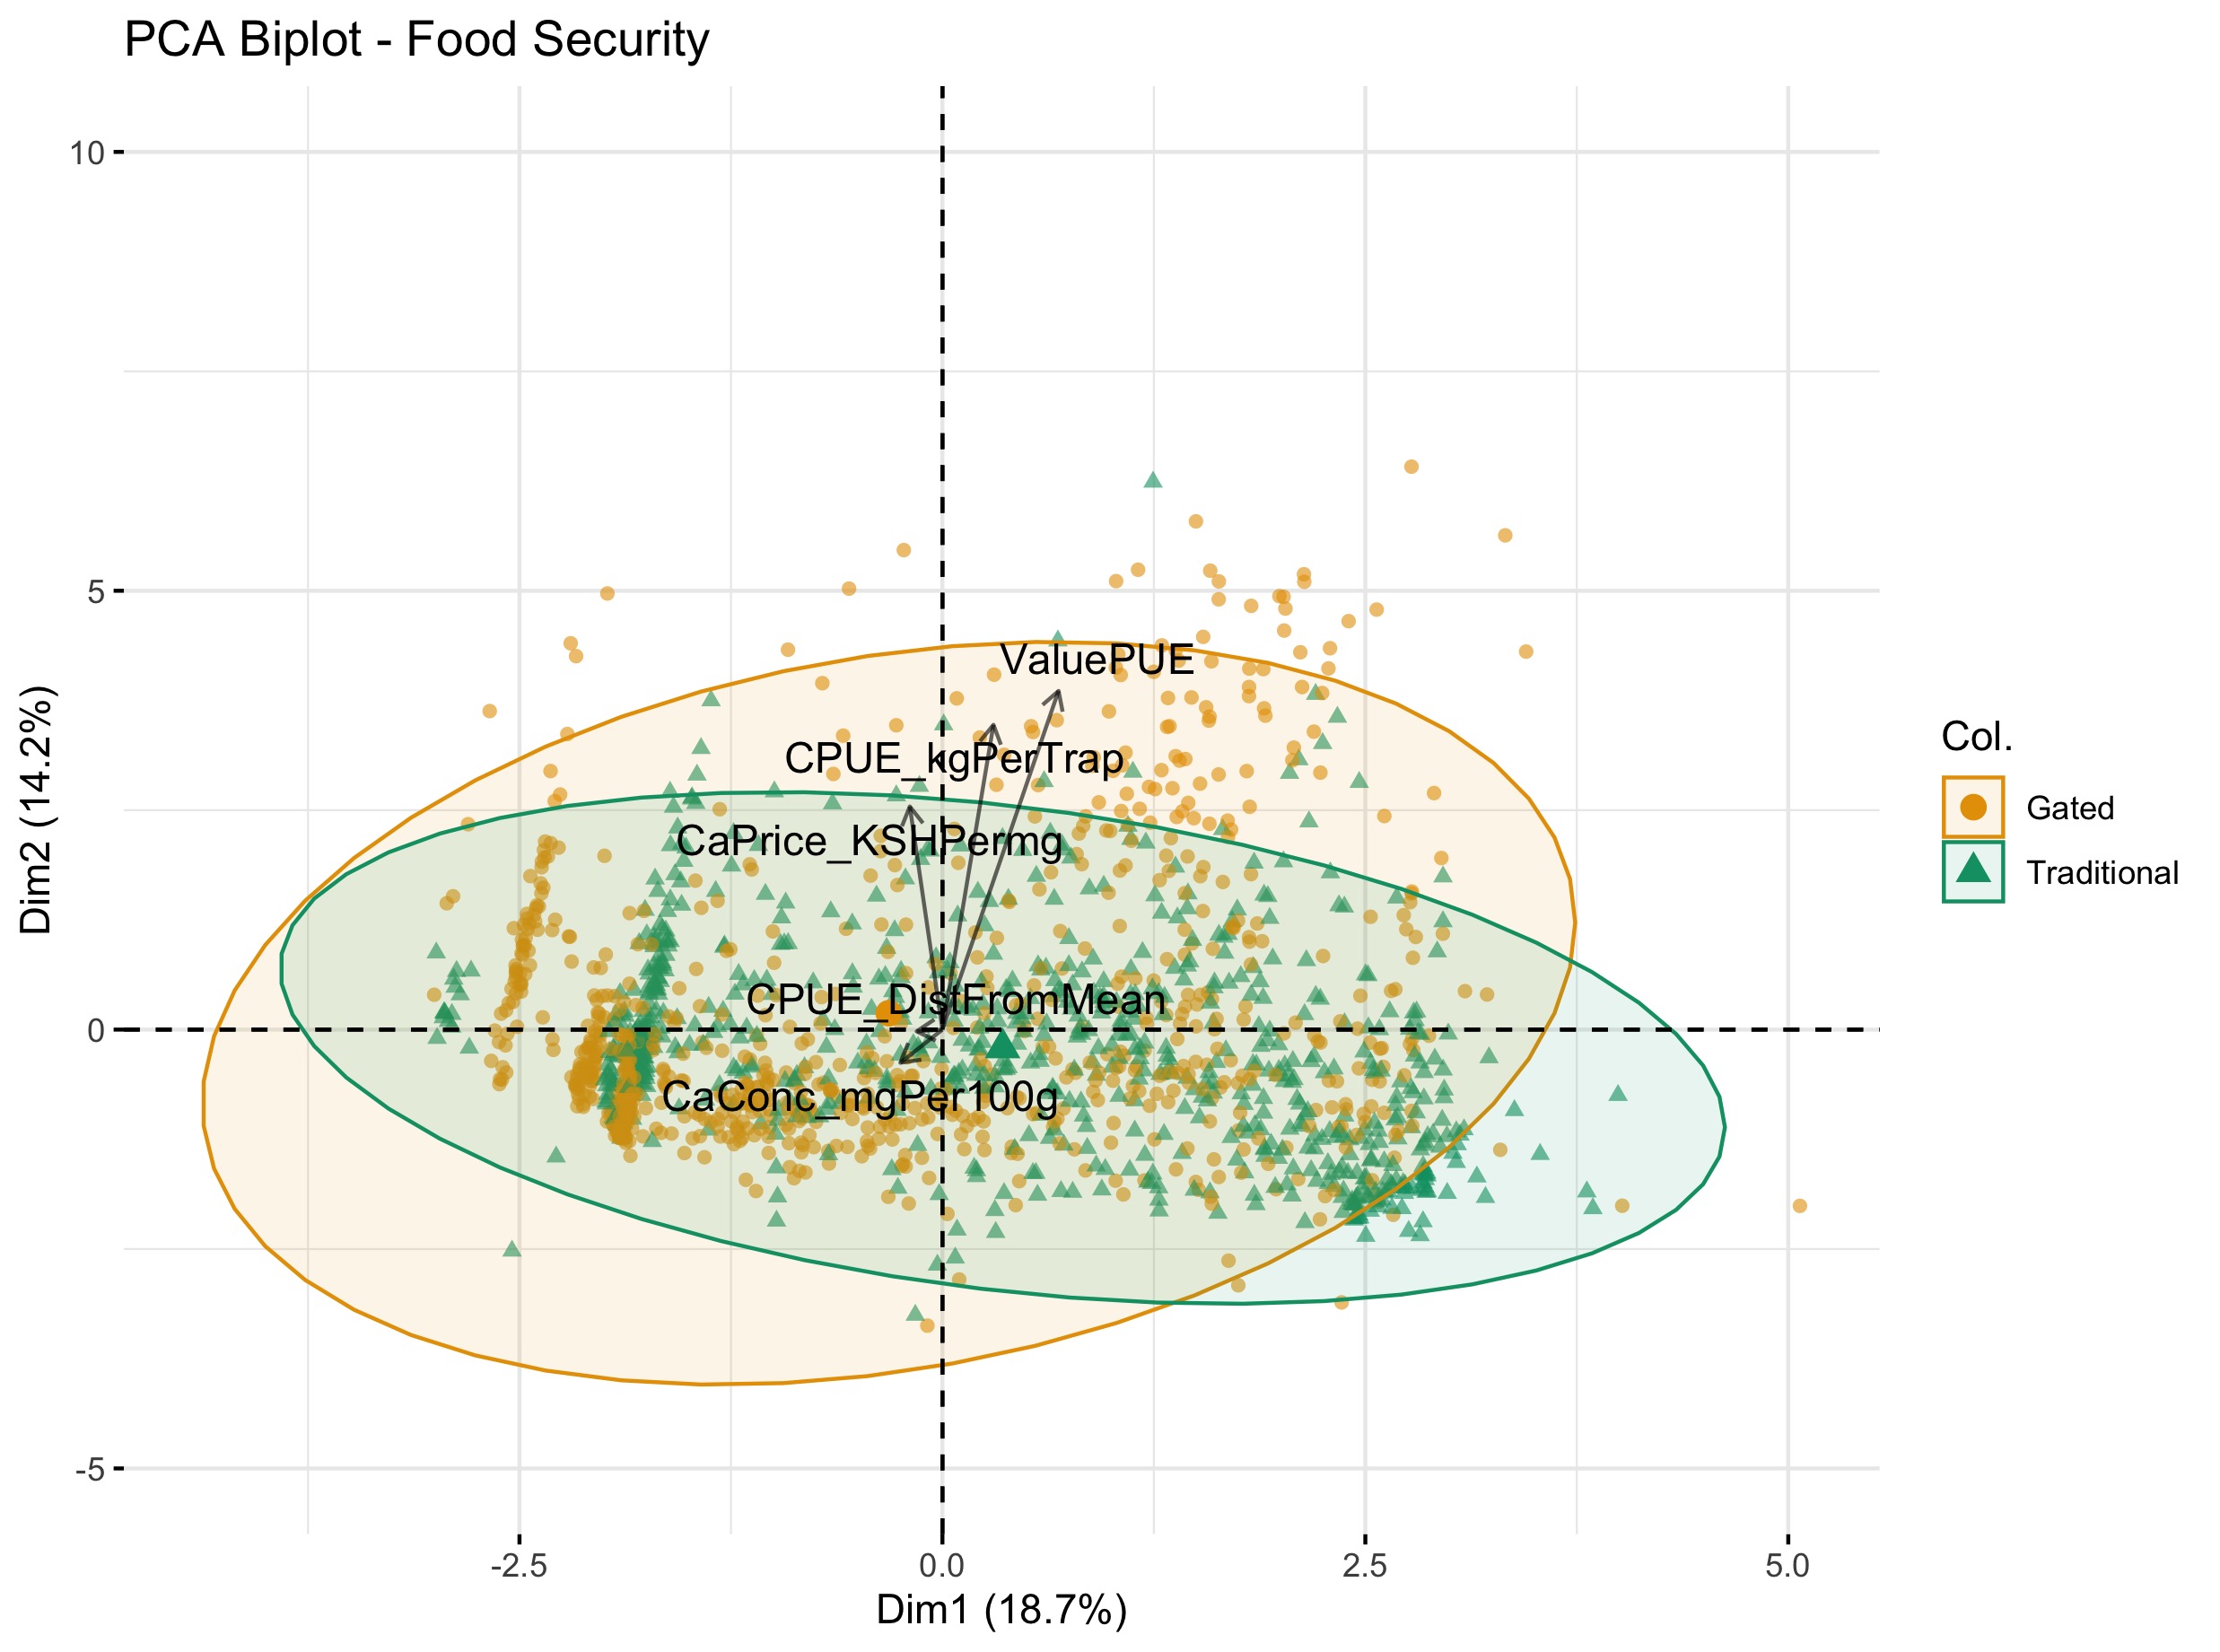 PCA Biplot - Food Security
10
5
0
-5
Dim2 (14.2%)
ValuePUE
CPUE_kgPerTrap
CaPrice_KSHPermg
CPUE_DistFromMean
CaConc_mgPer100g
-2.5
0.0
2.5
5.0
Dim1 (18.7%)
Col.
Gated
Traditional